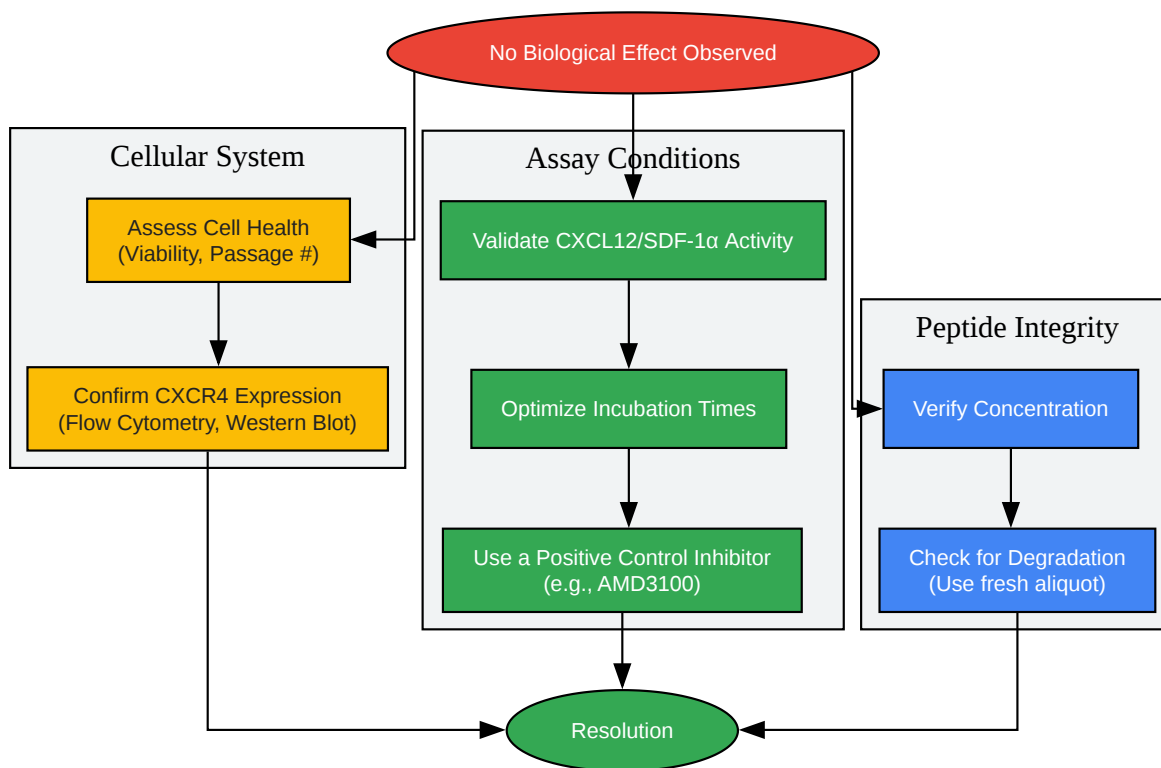 No Biological Effect Observed
Cellular System
Assess Cell Health
(Viability, Passage #)
Confirm CXCR4 Expression
(Flow Cytometry, Western Blot)
Assay Conditions
Validate CXCL12/SDF-1α Activity
Optimize Incubation Times
Use a Positive Control Inhibitor
(e.g., AMD3100)
Peptide Integrity
Verify Concentration
Check for Degradation
(Use fresh aliquot)
Resolution